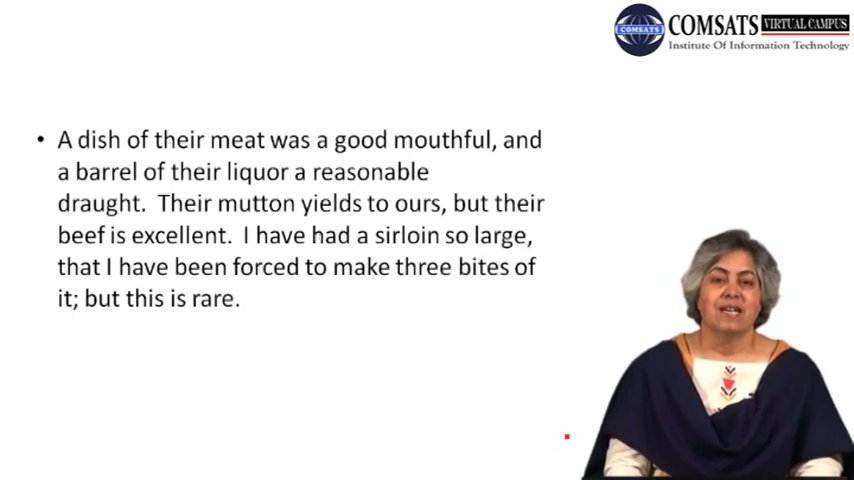 COMSATS
COMSATS VIRTUAL CAMPUS
Institute Of Information Technology
• A dish of their meat was a good mouthful, and
a barrel of their liquor a reasonable
draught.  Their mutton yields to ours, but their
beef is excellent.  I have had a sirloin so large,
that I have been forced to make three bites of
it; but this is rare.